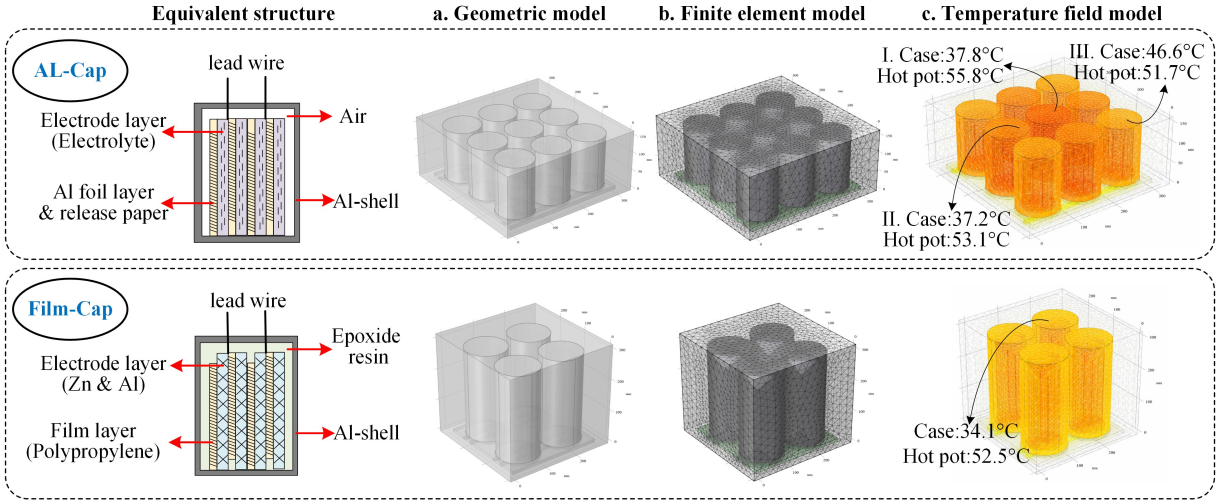 Equivalent structure
a. Geometric model
b. Finite element model
c. Temperature field model
AL-Cap
lead wire
Electrode layer
(Electrolyte)
Air
Al foil layer
& release paper
Al-shell
I. Case:37.8°C
Hot pot:55.8°C
III. Case:46.6°C
Hot pot:51.7°C
II. Case:37.2°C
Hot pot:53.1°C
Film-Cap
lead wire
Epoxide
resin
Electrode layer
(Zn & Al)
Film layer
(Polypropylene)
Al-shell
Case:34.1°C
Hot pot:52.5°C